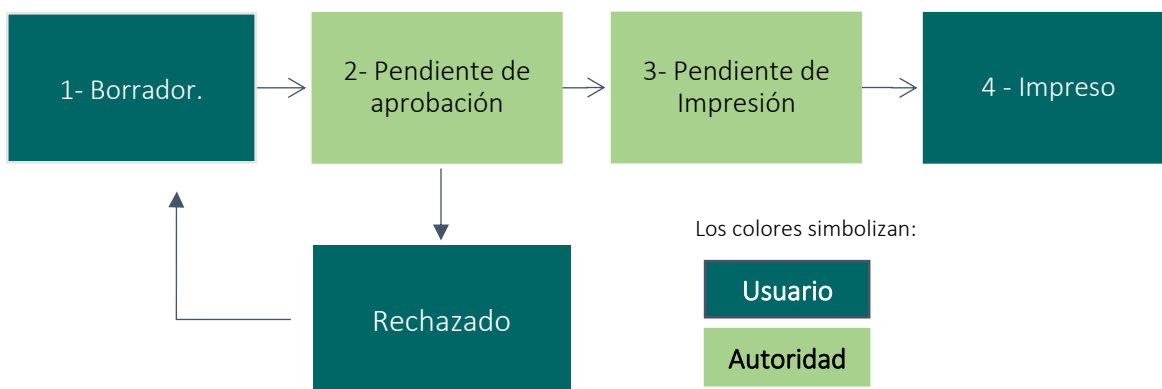 1- Borrador.
2- Pendiente de
aprobación
3- Pendiente de
Impresión
4 - Impreso
Rechazado
Los colores simbolizan:
Usuario
Autoridad